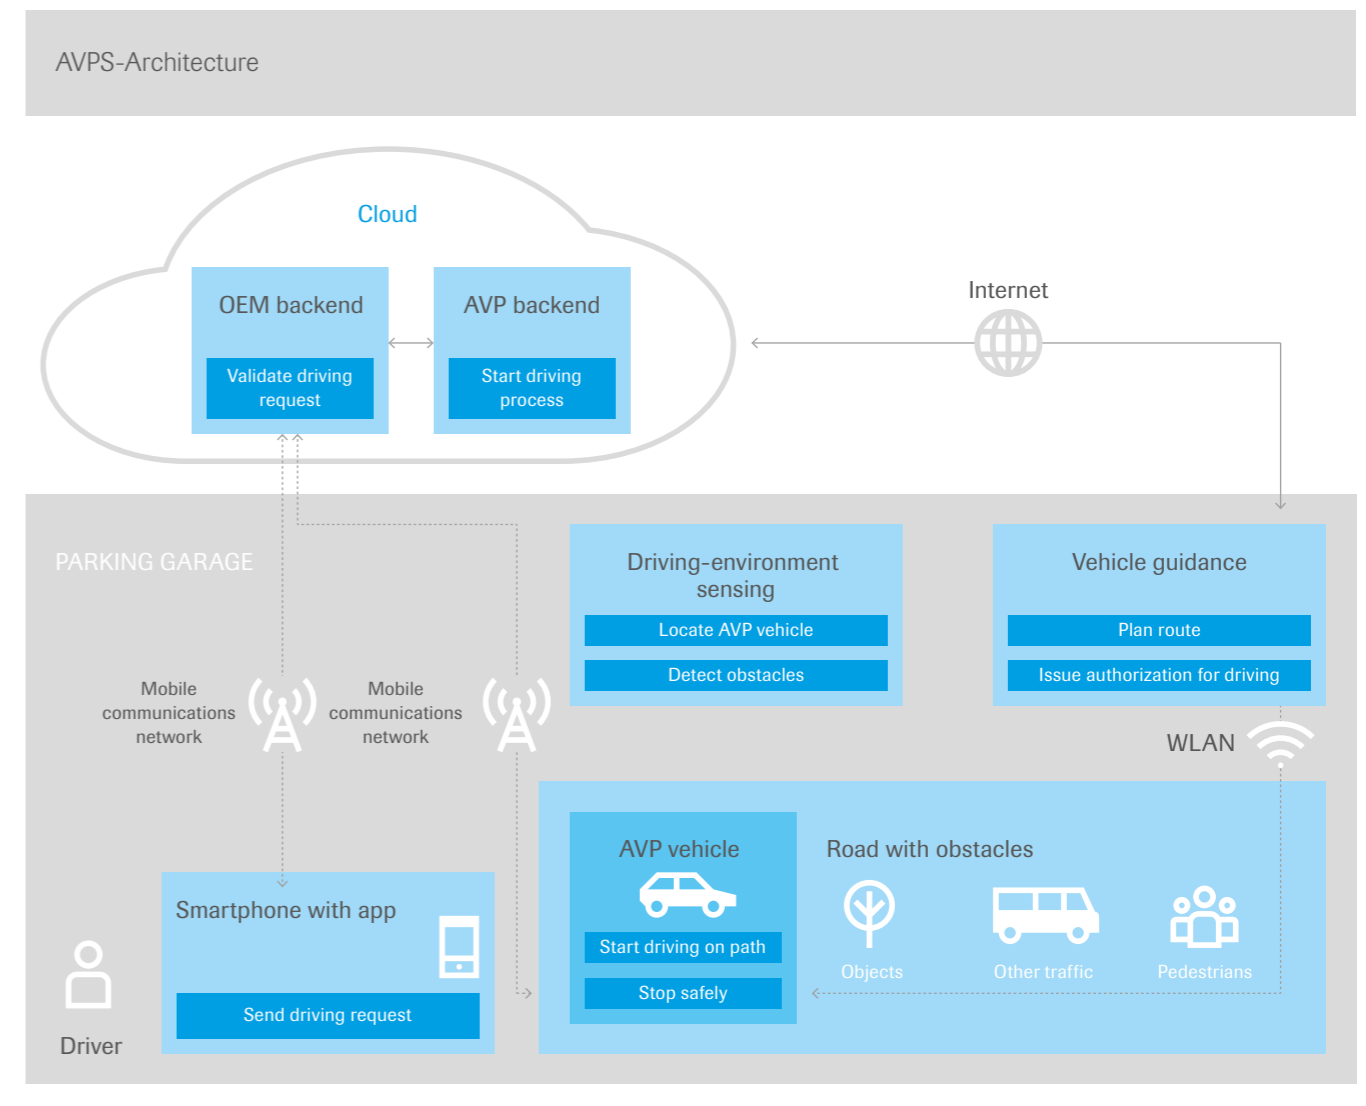 AVPS-Architecture
Cloud
OEM backend
Validate driving
request
AVP backend
Start driving
process
Internet
PARKING GARAGE
Driving-environment
sensing
Locate AVP vehicle
Detect obstacles
Vehicle guidance
Plan route
Issue authorization for driving
Mobile
communications
network
Mobile
communications
network
WLAN
AVP vehicle
Start driving on path
Stop safely
Road with obstacles
Objects
Other traffic
Pedestrians
Smartphone with app
Send driving request
Driver